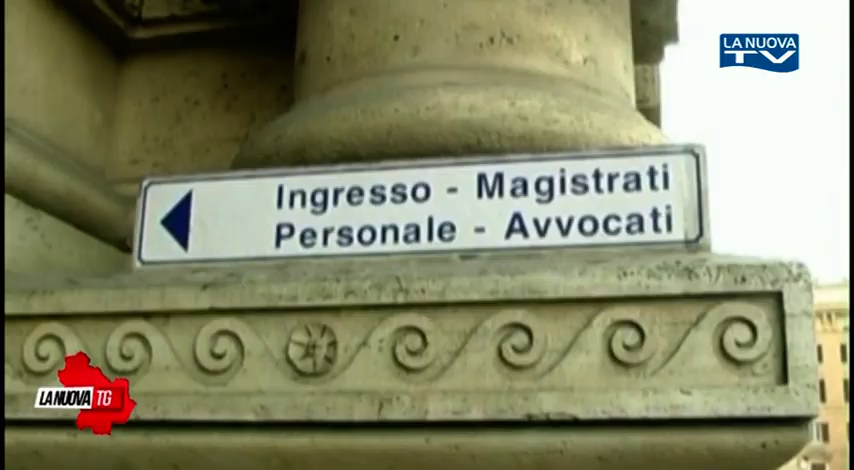 LA NUOVA
TV
Ingresso - Magistrati
Personale - Avvocati
LA NUOVA TG